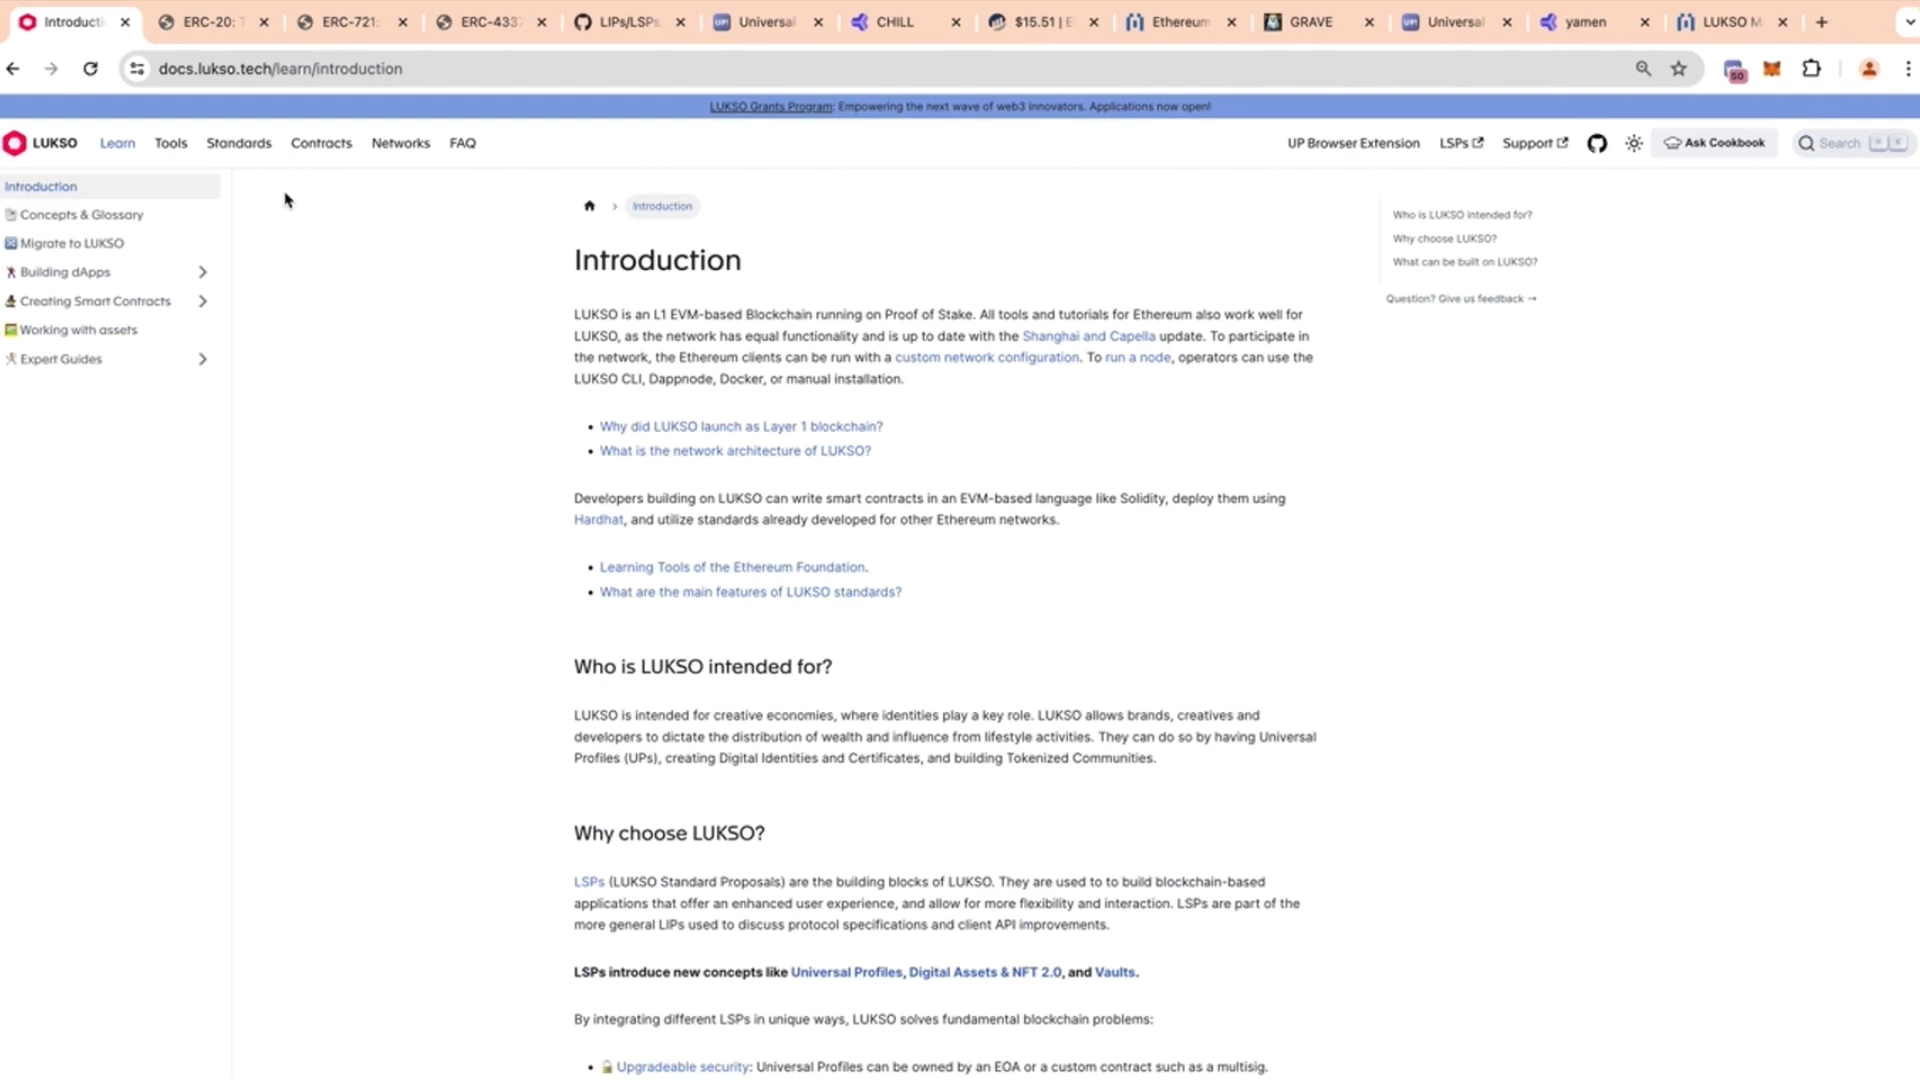 Introducti
ERC-20: T
ERC-721:
ERC-4337
LIPs/LSPs
Universal
CHILL
$15.51 | E
Ethereum
GRAVE
Universal
yamen
LUKSO M
docs.lukso.tech/learn/introduction
50
LUKSO Grants Program: Empowering the next wave of web3 innovators. Applications now open!
LUKSO
Learn
Tools
Standards
Contracts
Networks
FAQ
UP Browser Extension
LSPs
Support
Ask Cookbook
Search
K
Introduction
Concepts & Glossary
Migrate to LUKSO
Building dApps
Creating Smart Contracts
Working with assets
Expert Guides
Introduction
Introduction
LUKSO is an L1 EVM-based Blockchain running on Proof of Stake. All tools and tutorials for Ethereum also work well for
LUKSO, as the network has equal functionality and is up to date with the Shanghai and Capella update. To participate in
the network, the Ethereum clients can be run with a custom network configuration. To run a node, operators can use the
LUKSO CLI, Dappnode, Docker, or manual installation.
• Why did LUKSO launch as Layer 1 blockchain?
• What is the network architecture of LUKSO?
Developers building on LUKSO can write smart contracts in an EVM-based language like Solidity, deploy them using
Hardhat, and utilize standards already developed for other Ethereum networks.
• Learning Tools of the Ethereum Foundation.
• What are the main features of LUKSO standards?
Who is LUKSO intended for?
LUKSO is intended for creative economies, where identities play a key role. LUKSO allows brands, creatives and
developers to dictate the distribution of wealth and influence from lifestyle activities. They can do so by having Universal
Profiles (UPs), creating Digital Identities and Certificates, and building Tokenized Communities.
Why choose LUKSO?
LSPs (LUKSO Standard Proposals) are the building blocks of LUKSO. They are used to to build blockchain-based
applications that offer an enhanced user experience, and allow for more flexibility and interaction. LSPs are part of the
more general LIPs used to discuss protocol specifications and client API improvements.
LSPs introduce new concepts like Universal Profiles, Digital Assets & NFT 2.0, and Vaults.
By integrating different LSPs in unique ways, LUKSO solves fundamental blockchain problems:
• Upgradeable security: Universal Profiles can be owned by an EOA or a custom contract such as a multisig.
Who is LUKSO intended for?
Why choose LUKSO?
What can be built on LUKSO?
Question? Give us feedback →